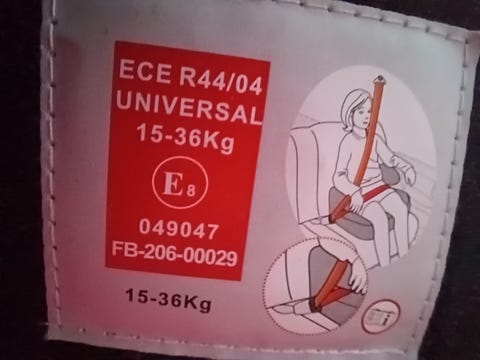 ECE R44/04
UNIVERSAL
15-36Kg
E8
049047
FB-206-00029
15-36Kg